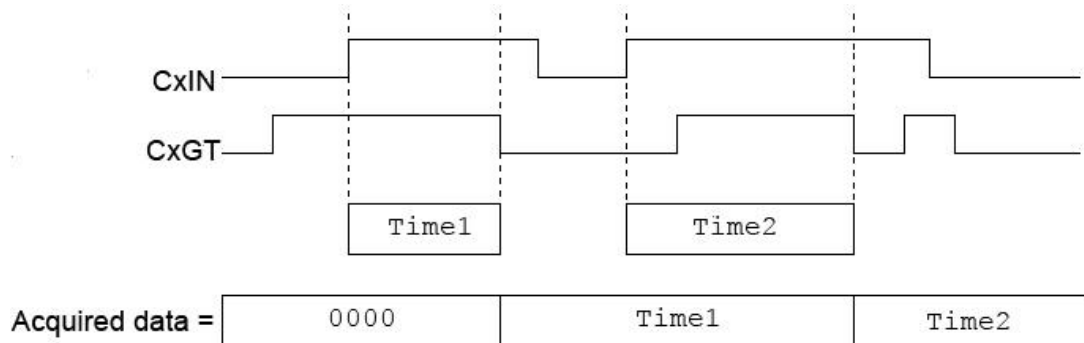 CxIN
CxGT
Time1 Time2
Acquired data = 0000 Time1 Time2